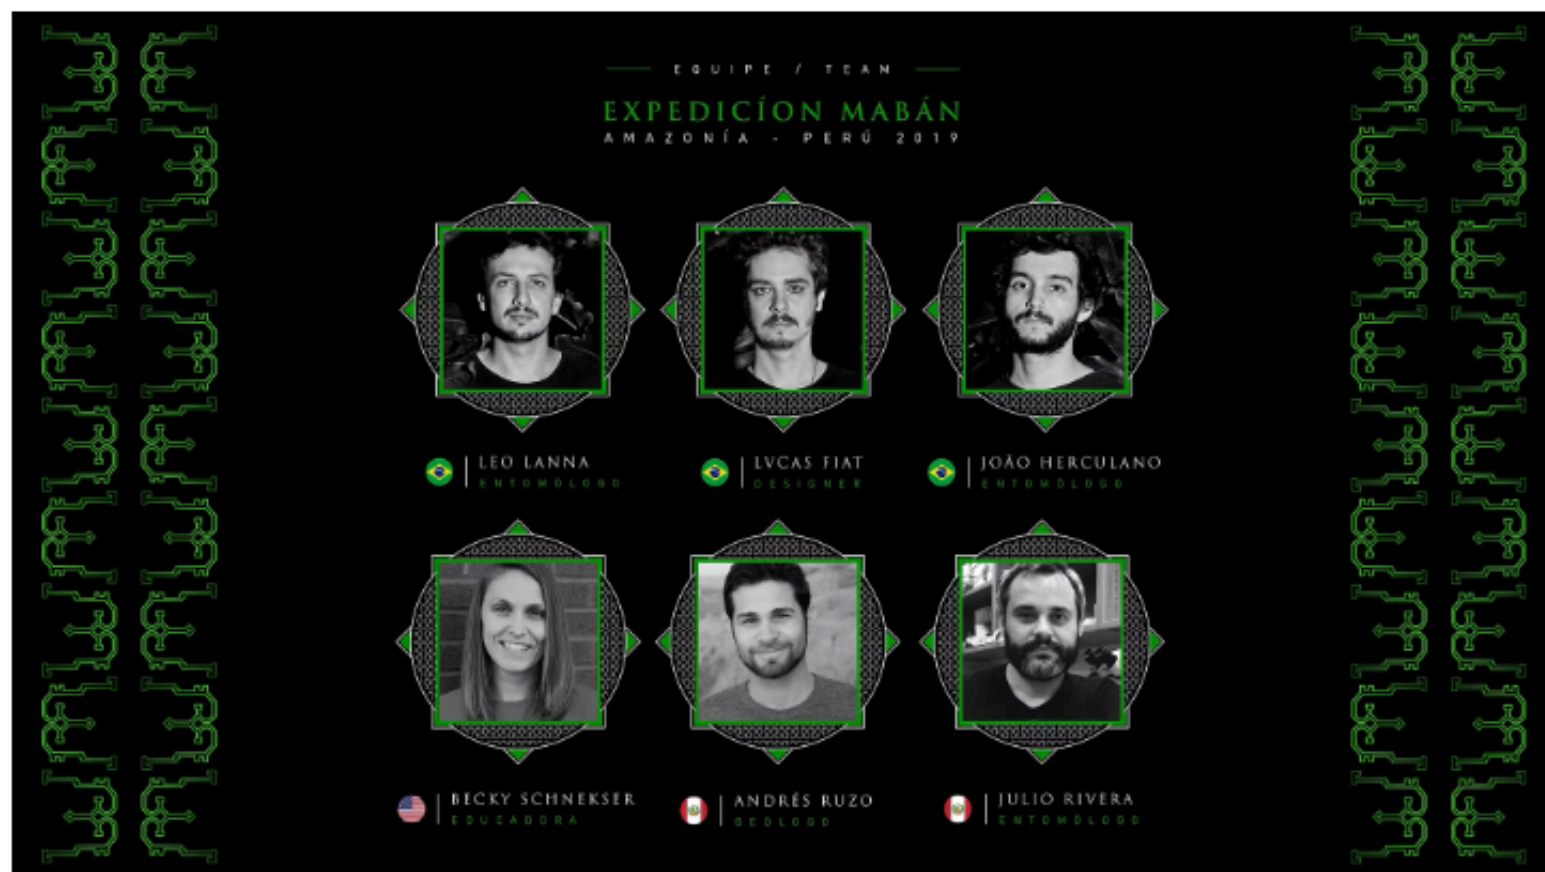 EQUIPE / TEAM
EXPEDICÍON MABÁN
AMAZONÍA - PERÚ 2019
LEO LANNA
ENTOMÓLOGO
LVCAS FIAT
DESIGNER
JOÃO HERCULANO
ENTOMÓLOGO
BECKY SCHNEKSER
EDUCADORA
ANDRÉS RUZO
GEÓLOGO
JULIO RIVERA
ENTOMÓLOGO